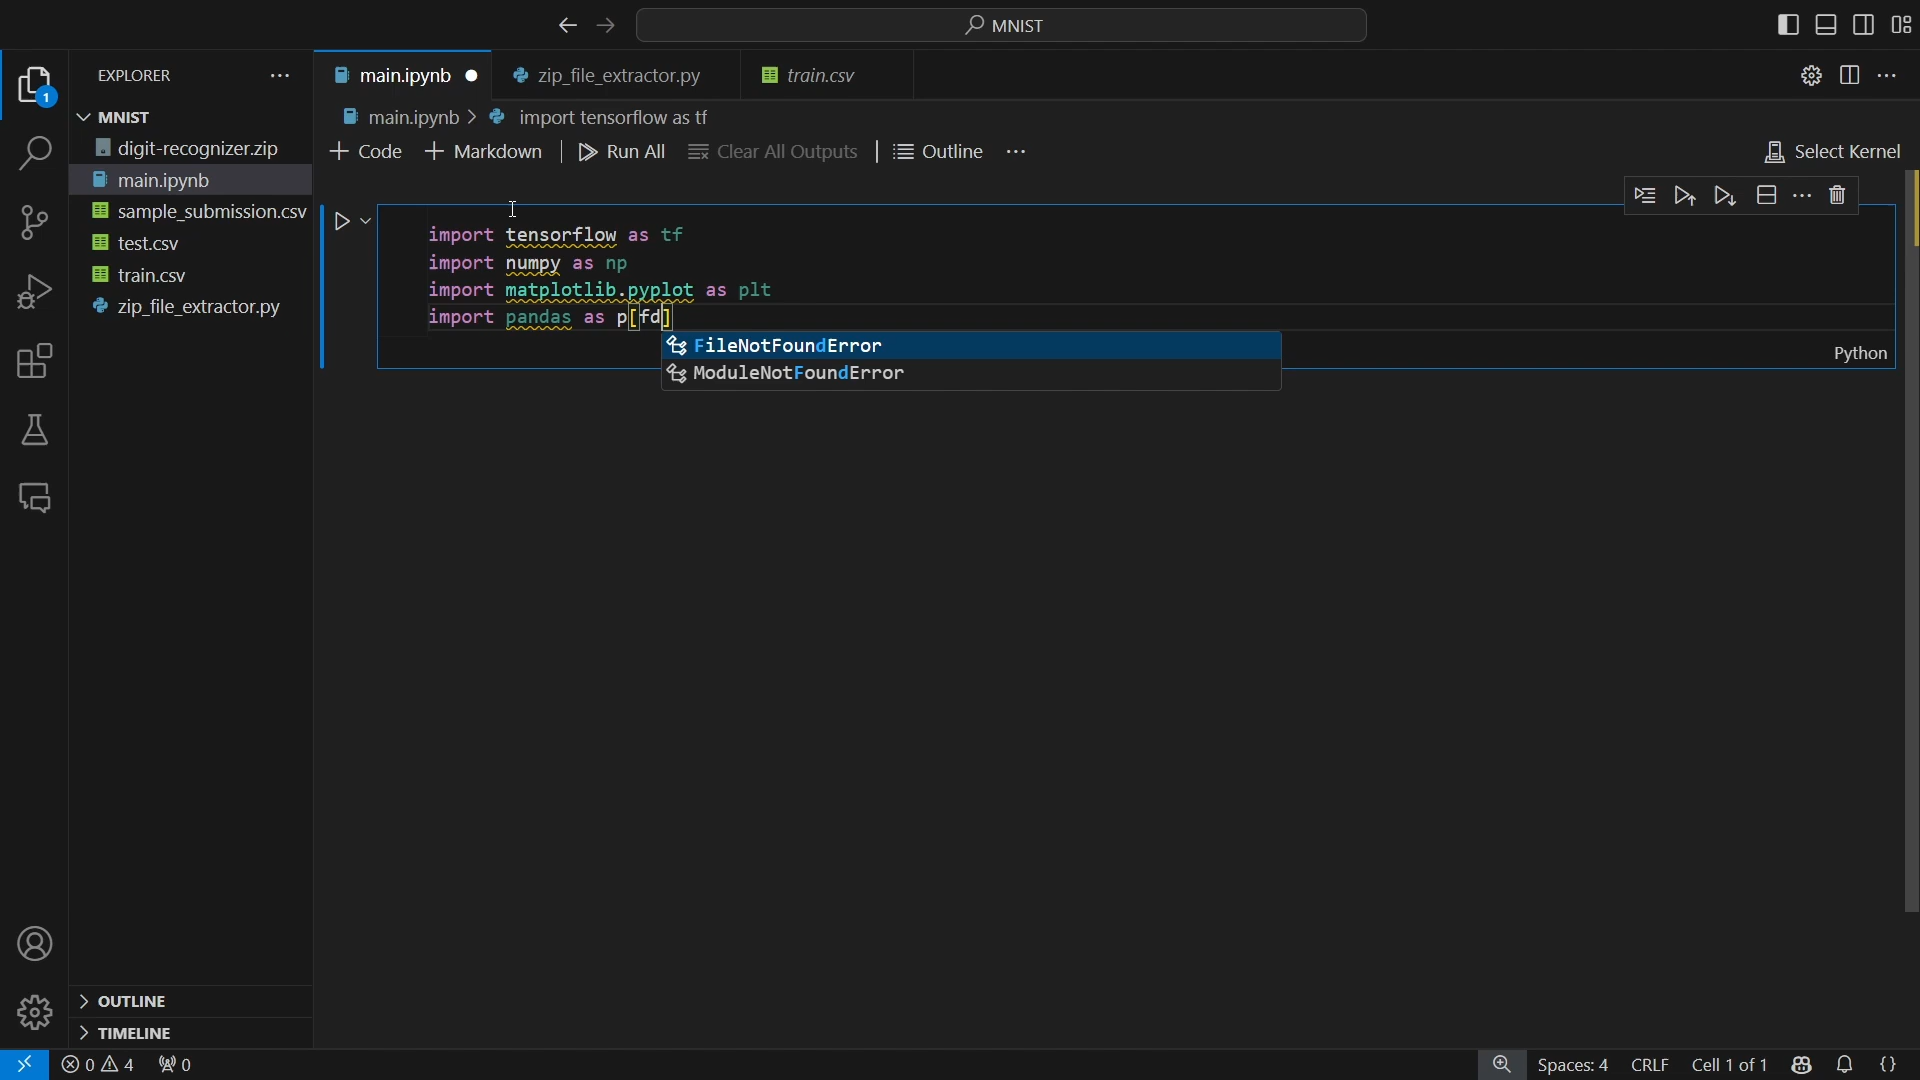 MNIST
EXPLORER
main.ipynb
zip_file_extractor.py
train.csv
1
MNIST
main.ipynb > import tensorflow as tf
digit-recognizer.zip
Code
Markdown
Run All
Clear All Outputs
Outline
Select Kernel
main.ipynb
sample_submission.csv
test.csv
train.csv
zip_file_extractor.py
import tensorflow as tf
import numpy as np
import matplotlib.pyplot as plt
import pandas as p[fd]
FileNotFoundError
ModuleNotFoundError
Python
OUTLINE
TIMELINE
0 4 0
Spaces: 4 CRLF Cell 1 of 1 {}